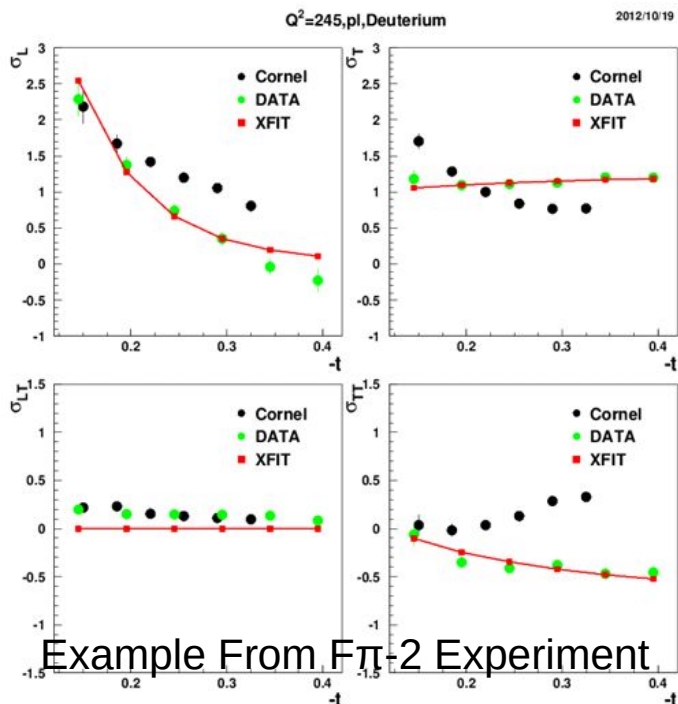 Q²=245,pl,Deuterium
2012/10/19
σL
3
2.5
2
1.5
1
0.5
0
-0.5
-1
Cornel
DATA
XFIT
0.2
0.3
0.4
-t
σT
3
2.5
2
1.5
1
0.5
0
-0.5
-1
Cornel
DATA
XFIT
0.2
0.3
0.4
-t
σLT
1.5
1
0.5
0
-0.5
-1
-1.5
Cornel
DATA
XFIT
0.2
0.3
0.4
-t
σTT
1.5
1
0.5
0
-0.5
-1
-1.5
Cornel
DATA
XFIT
0.2
0.3
0.4
-t
Example From Fπ-2 Experiment